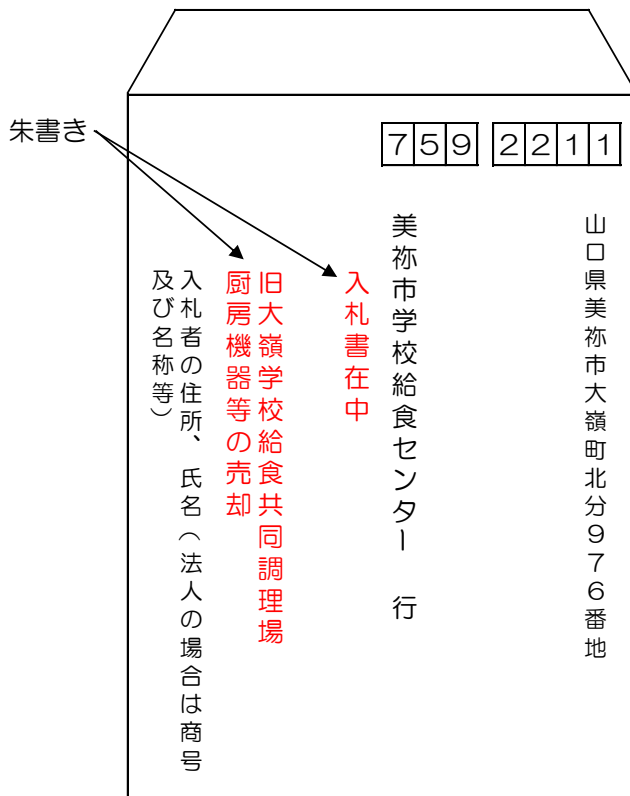 朱書き
759 2211
山口県美祢市大嶺町北分976番地
美祢市学校給食センター　行
入札書在中
旧大嶺学校給食共同調理場
厨房機器等の売却
入札者の住所、氏名（法人の場合は商号
及び名称等）